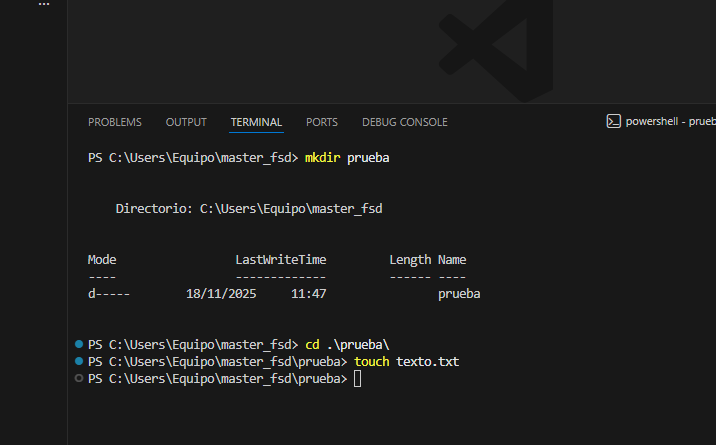 ...
PROBLEMS OUTPUT TERMINAL PORTS DEBUG CONSOLE powershell - prueb
PS C:\Users\Equipo\master_fsd> mkdir prueba
Directorio: C:\Users\Equipo\master_fsd
Mode LastWriteTime Length Name
---- ------------- ------ ----
d----- 18/11/2025 11:47 prueba
PS C:\Users\Equipo\master_fsd> cd .\prueba\
PS C:\Users\Equipo\master_fsd\prueba> touch texto.txt
PS C:\Users\Equipo\master_fsd\prueba>